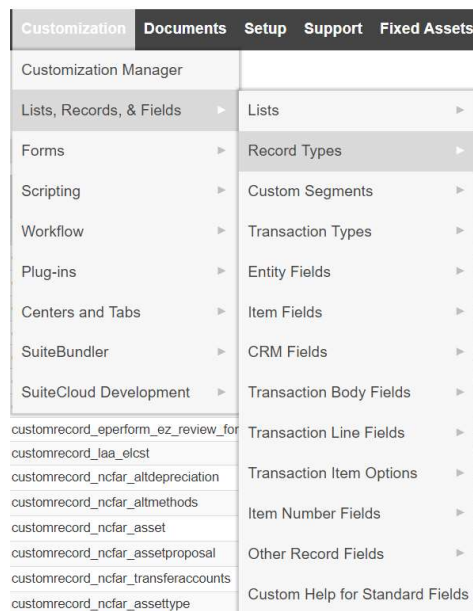 Customization Documents Setup Support Fixed Assets
Customization Manager
Lists, Records, & Fields
Forms
Scripting
Workflow
Plug-ins
Centers and Tabs
SuiteBundler
SuiteCloud Development
Lists
Record Types
Custom Segments
Transaction Types
Entity Fields
Item Fields
CRM Fields
Transaction Body Fields
Transaction Line Fields
Transaction Item Options
Item Number Fields
Other Record Fields
Custom Help for Standard Fields
customrecord_eperform_ez_review_for
customrecord_laa_elcst
customrecord_ncfar_altdepreciation
customrecord_ncfar_altmethods
customrecord_ncfar_asset
customrecord_ncfar_assetproposal
customrecord_ncfar_transferaccounts
customrecord_ncfar_assettype